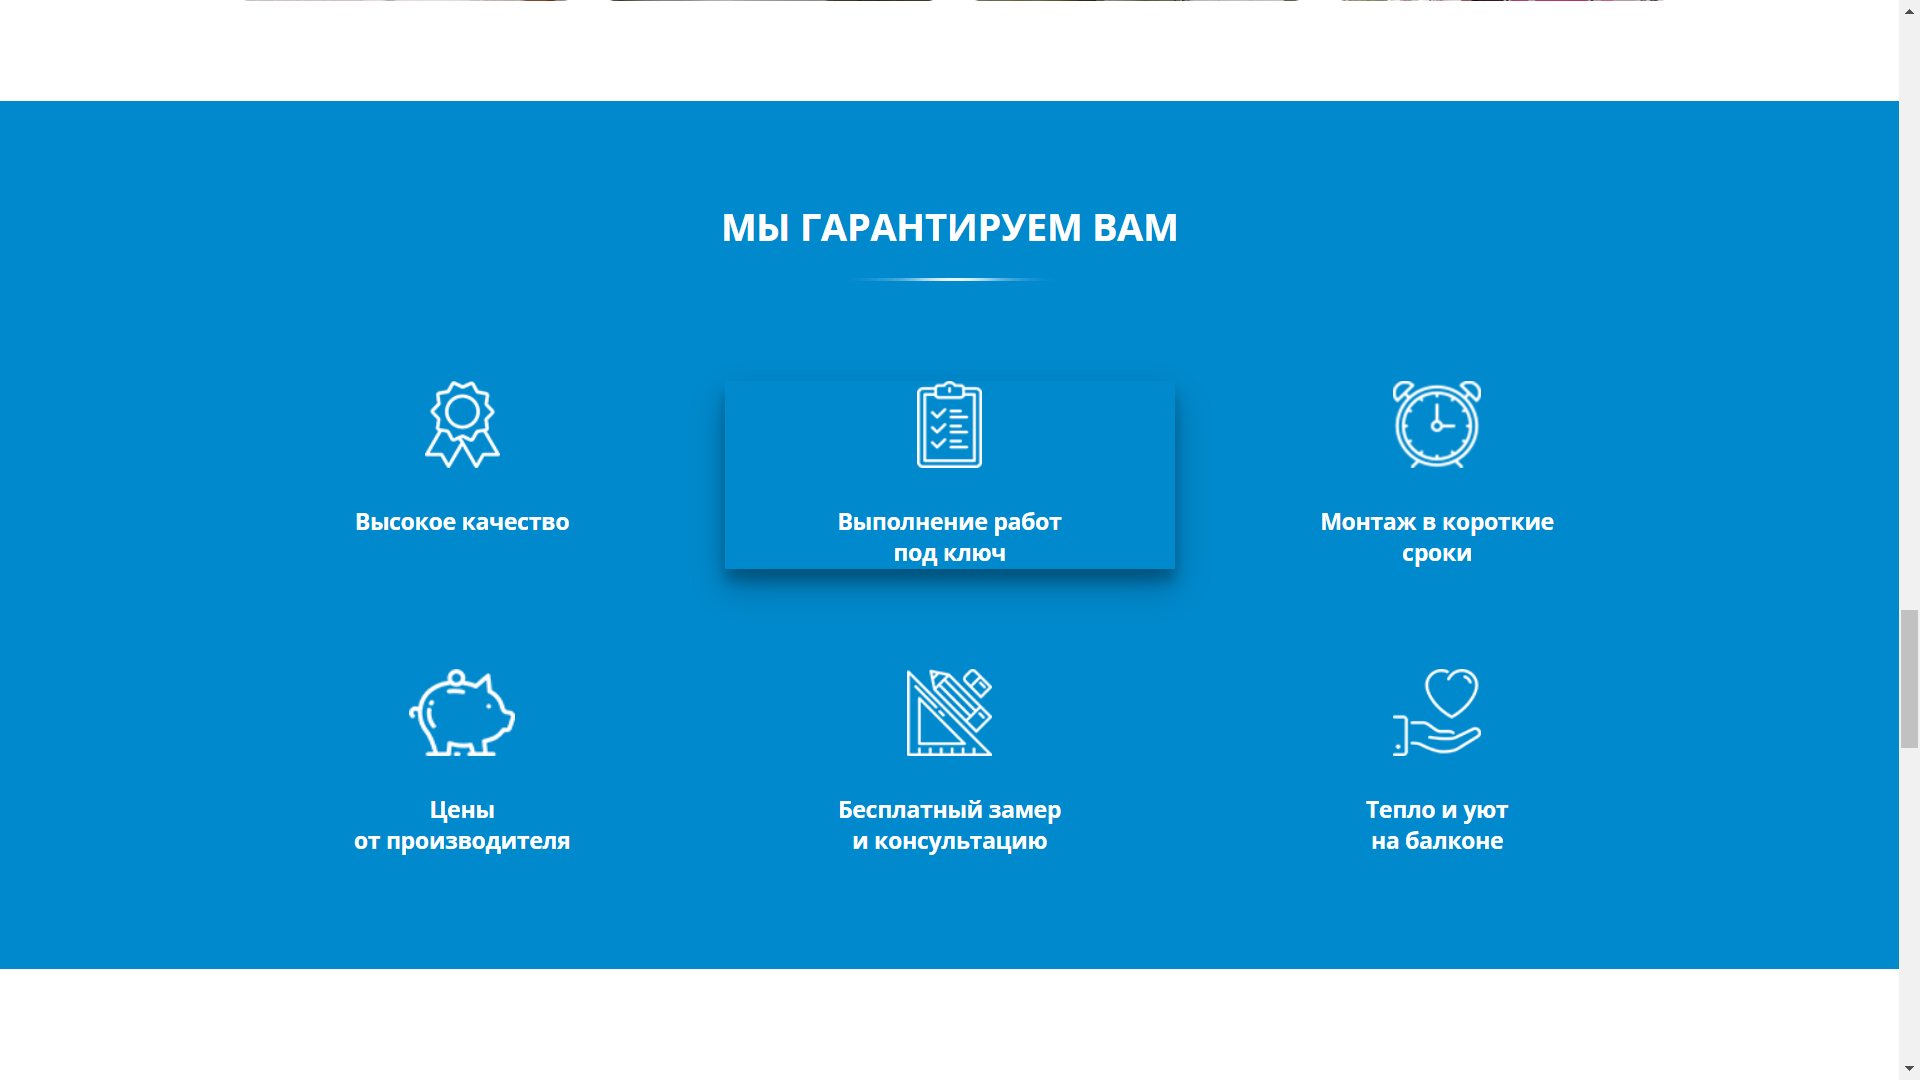 МЫ ГАРАНТИРУЕМ ВАМ
Высокое качество
Выполнение работ
под ключ
Монтаж в короткие
сроки
Цены
от производителя
Бесплатный замер
и консультацию
Тепло и уют
на балконе